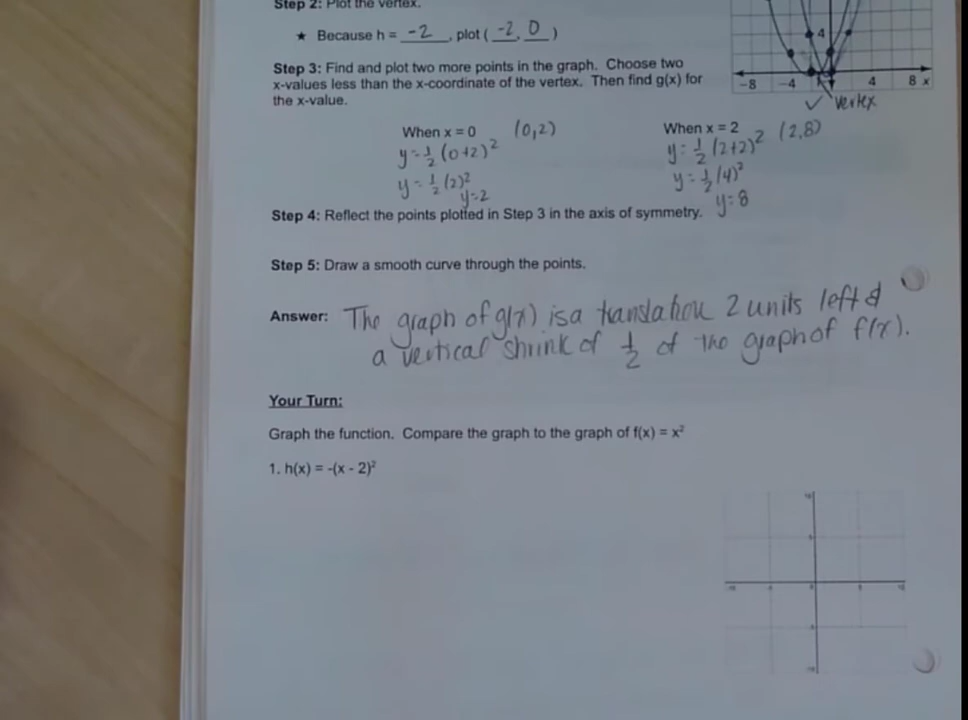 Step 2: Plot the vertex.
★ Because h = -2, plot (-2, 0)
Step 3: Find and plot two more points in the graph. Choose two
x-values less than the x-coordinate of the vertex. Then find g(x) for
the x-value.
4
-8 -4 4 8 x
✓ vertex
When x = 0 (0,2)
y = 1/2 (0+2)²
y = 1/2 (2)²
y=2
When x = 2 (2,8)
y = 1/2 (2+2)²
y = 1/2 (4)²
y = 8
Step 4: Reflect the points plotted in Step 3 in the axis of symmetry.
Step 5: Draw a smooth curve through the points.
Answer: The graph of g(x) is a translation 2 units left &
a vertical shrink of 1/2 of the graph of f(x).
Your Turn:
Graph the function. Compare the graph to the graph of f(x) = x²
1. h(x) = -(x - 2)²